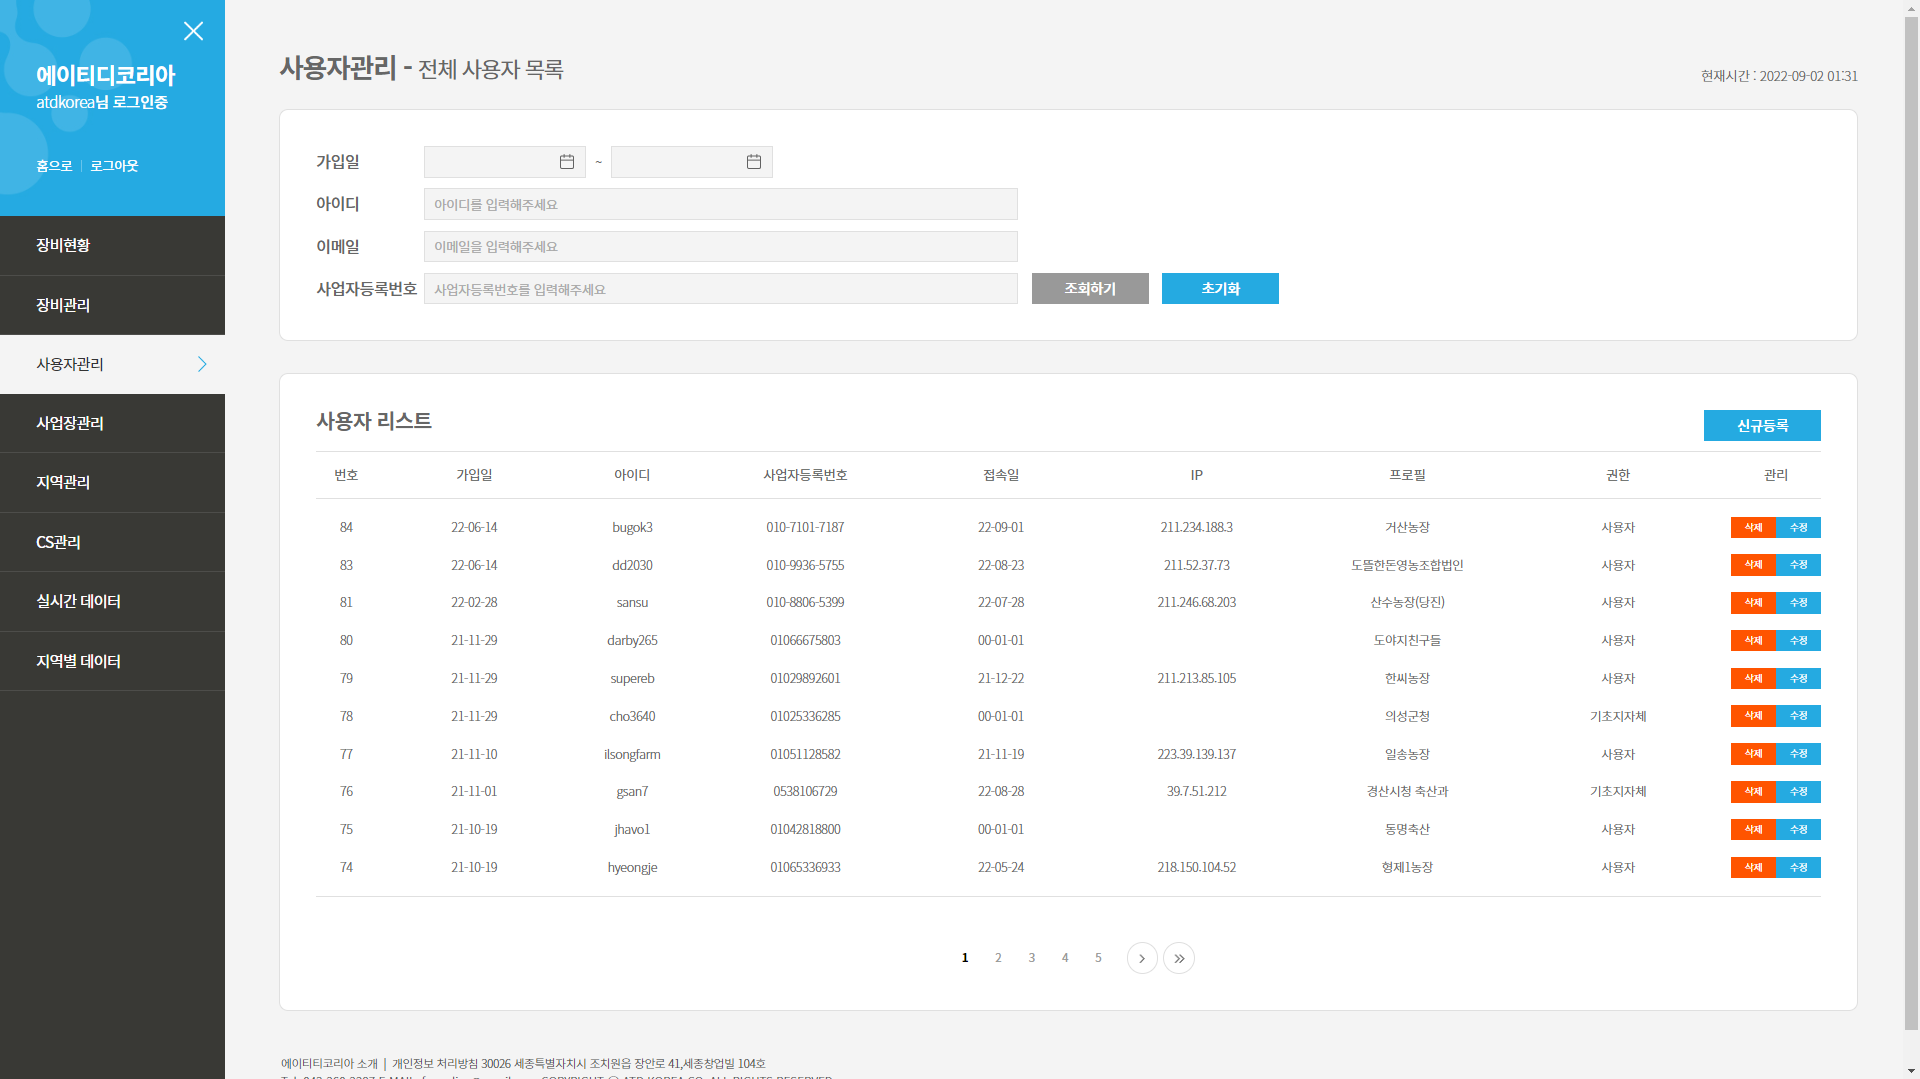 에이티디코리아
atdkorea님 로그인중
홈으로 | 로그아웃
장비현황
장비관리
사용자관리
사업장관리
지역관리
CS관리
실시간 데이터
지역별 데이터
사용자관리 - 전체 사용자 목록
현재시간 : 2022-09-02 01:31
가입일 ~
아이디 아이디를 입력해주세요
이메일 이메일을 입력해주세요
사업자등록번호 사업자등록번호를 입력해주세요 조회하기 초기화
사용자 리스트 신규등록
번호 가입일 아이디 사업자등록번호 접속일 IP 프로필 권한 관리
84 22-06-14 bugok3 010-7101-7187 22-09-01 211.234.188.3 거산농장 사용자 삭제 수정
83 22-06-14 dd2030 010-9936-5755 22-08-23 211.52.37.73 도뜰한돈영농조합법인 사용자 삭제 수정
81 22-02-28 sansu 010-8806-5399 22-07-28 211.246.68.203 산수농장(당진) 사용자 삭제 수정
80 21-11-29 darby265 01066675803 00-01-01 도야지친구들 사용자 삭제 수정
79 21-11-29 supereb 01029892601 21-12-22 211.213.85.105 한씨농장 사용자 삭제 수정
78 21-11-29 cho3640 01025336285 00-01-01 의성군청 기초지자체 삭제 수정
77 21-11-10 ilsongfarm 01051128582 21-11-19 223.39.139.137 일송농장 사용자 삭제 수정
76 21-11-01 gsan7 0538106729 22-08-28 39.7.51.212 경산시청 축산과 기초지자체 삭제 수정
75 21-10-19 jhavo1 01042818800 00-01-01 동명축산 사용자 삭제 수정
74 21-10-19 hyeongje 01065336933 22-05-24 218.150.104.52 형제1농장 사용자 삭제 수정
1 2 3 4 5
에이티티코리아 소개 | 개인정보 처리방침 30026 세종특별자치시 조치원읍 장안로 41,세종창업빌 104호